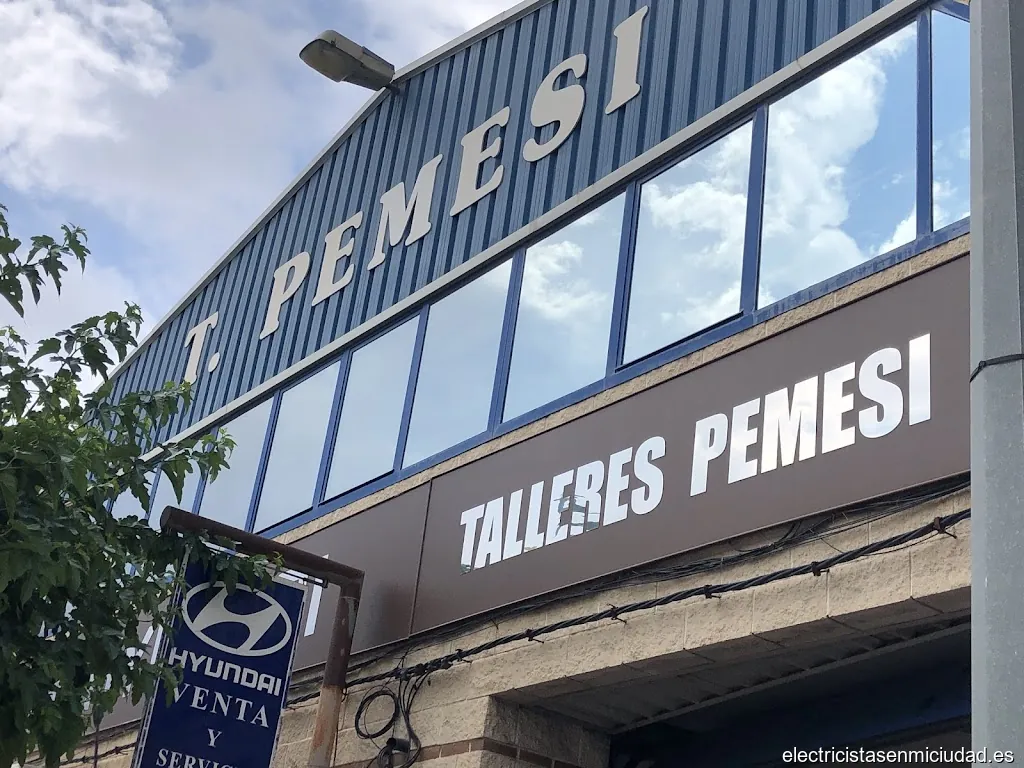 T. PEMESI
TALLERES PEMESI
HYUNDAI
VENTA
Y
electricistasenmiciudad.es